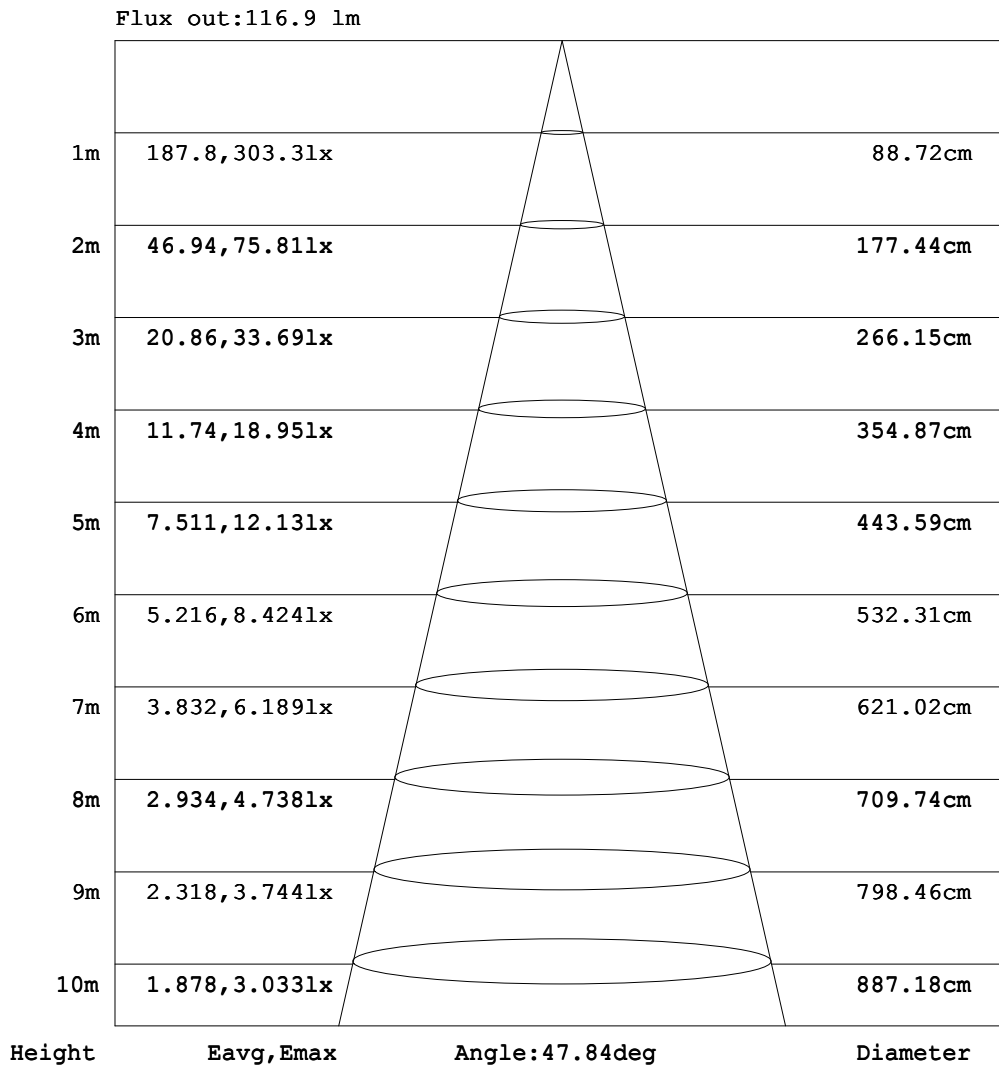 Flux out:116.9 lm
1m 187.8,303.3lx 88.72cm
2m 46.94,75.81lx 177.44cm
3m 20.86,33.69lx 266.15cm
4m 11.74,18.95lx 354.87cm
5m 7.511,12.13lx 443.59cm
6m 5.216,8.424lx 532.31cm
7m 3.832,6.189lx 621.02cm
8m 2.934,4.738lx 709.74cm
9m 2.318,3.744lx 798.46cm
10m 1.878,3.033lx 887.18cm
Height Eavg,Emax Angle:47.84deg Diameter